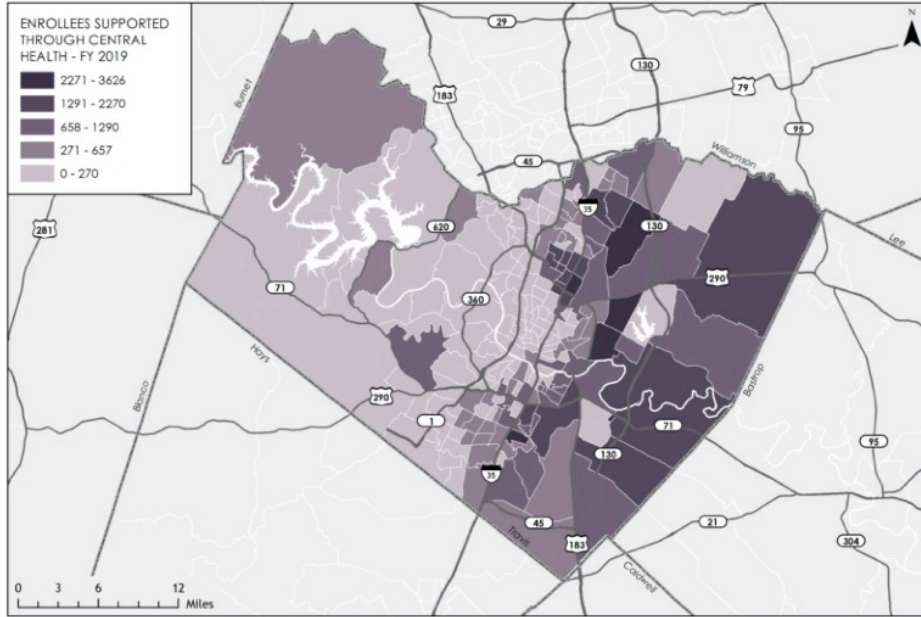 ENROLLEES SUPPORTED
THROUGH CENTRAL
HEALTH - FY 2019
2271 - 3626
1291 - 2270
658 - 1290
271 - 657
0 - 270
N
29
130
183
79
95
Burnet
45
Williamson
35
281
620
130
Lee
290
71
360
Hays
Blanco
Bastrop
290
1
71
95
130
35
45
21
Travis
183
304
Caldwell
0 3 6 12
Miles